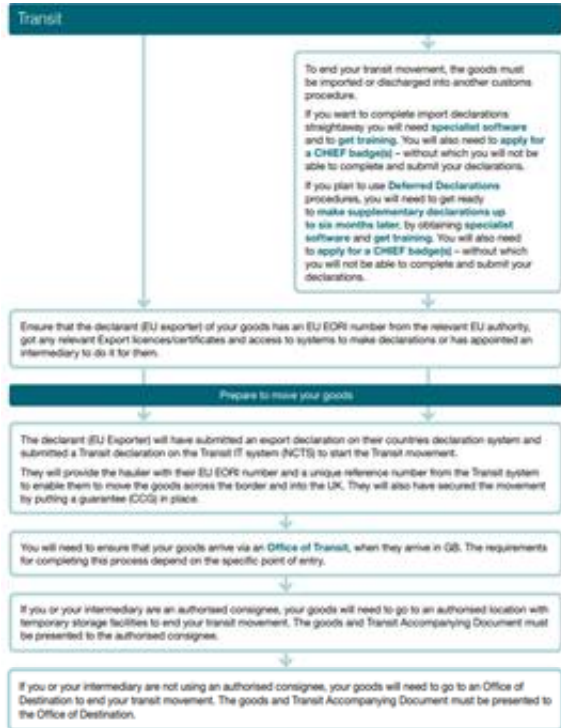 Transit
To end your transit movement, the goods must
be imported or discharged into another customs
procedure.
If you want to complete import declarations
straightaway you will need specialist software
and to get training. You will also need to apply for
a CHIEF badge(s) – without which you will not be
able to complete and submit your declarations.
If you plan to use Deferred Declarations
procedures, you will need to get ready
to make supplementary declarations up
to six months later, by obtaining specialist
software and get training. You will also need
to apply for a CHIEF badge(s) – without which
you will not be able to complete and submit your
declarations.
Ensure that the declarant (EU exporter) of your goods has an EU EORI number from the relevant EU authority,
got any relevant Export licences/certificates and access to systems to make declarations or has appointed an
intermediary to do it for them.
Prepare to move your goods
The declarant (EU Exporter) will have submitted an export declaration on their countries declaration system and
submitted a Transit declaration on the Transit IT system (NCTS) to start the Transit movement.
They will provide the haulier with their EU EORI number and a unique reference number from the Transit system
to enable them to move the goods across the border and into the UK. They will also have secured the movement
by putting a guarantee (CCG) in place.
You will need to ensure that your goods arrive via an Office of Transit, when they arrive in GB. The requirements
for completing this process depend on the specific point of entry.
If you or your intermediary are an authorised consignee, your goods will need to go to an authorised location with
temporary storage facilities to end your transit movement. The goods and Transit Accompanying Document must
be presented to the authorised consignee.
If you or your intermediary are not using an authorised consignee, your goods will need to go to an Office of
Destination to end your transit movement. The goods and Transit Accompanying Document must be presented to
the Office of Destination.